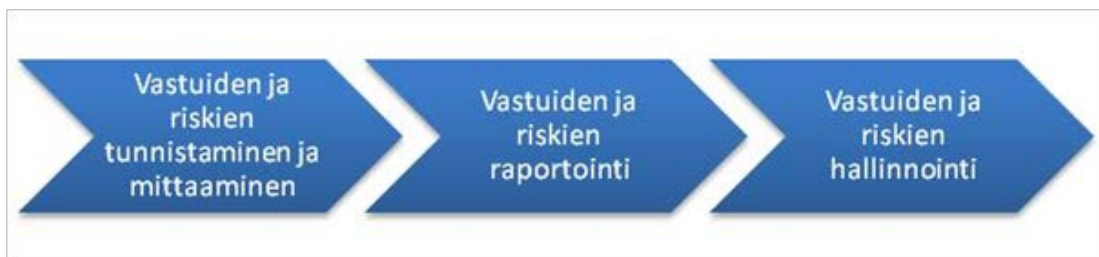 Vastuiden ja
riskien
tunnistaminen ja
mittaaminen
Vastuiden ja
riskien
raportointi
Vastuiden ja
riskien
hallinnointi